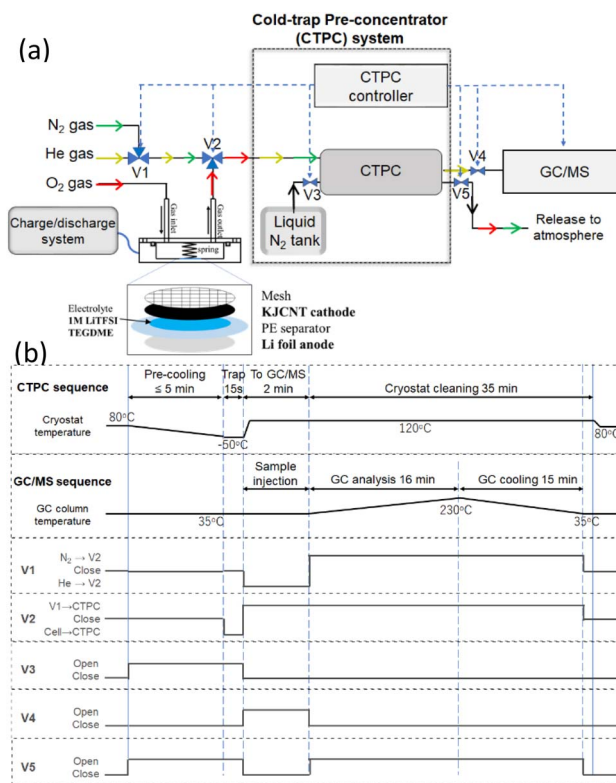 (a)
Cold-trap Pre-concentrator
(CTPC) system
CTPC
controller
N₂ gas
He gas
O₂ gas
V1
V2
V3
V4
V5
CTPC
GC/MS
Liquid
N₂ tank
Release to
atmosphere
Charge/discharge
system
Gas inlet
Gas outlet
spring
Electrolyte
1M LiTFSI
TEGDME
Mesh
KJCNT cathode
PE separator
Li foil anode
(b)
CTPC sequence
Pre-cooling
≤ 5 min
Trap
15s
To GC/MS
2 min
Cryostat cleaning 35 min
Cryostat
temperature
80°C
-50°C
120°C
80°C
GC/MS sequence
Sample
injection
GC analysis 16 min
GC cooling 15 min
GC column
temperature
35°C
230°C
35°C
V1
N₂ → V2
Close
He → V2
V2
V1→CTPC
Close
Cell→CTPC
V3
Open
Close
V4
Open
Close
V5
Open
Close